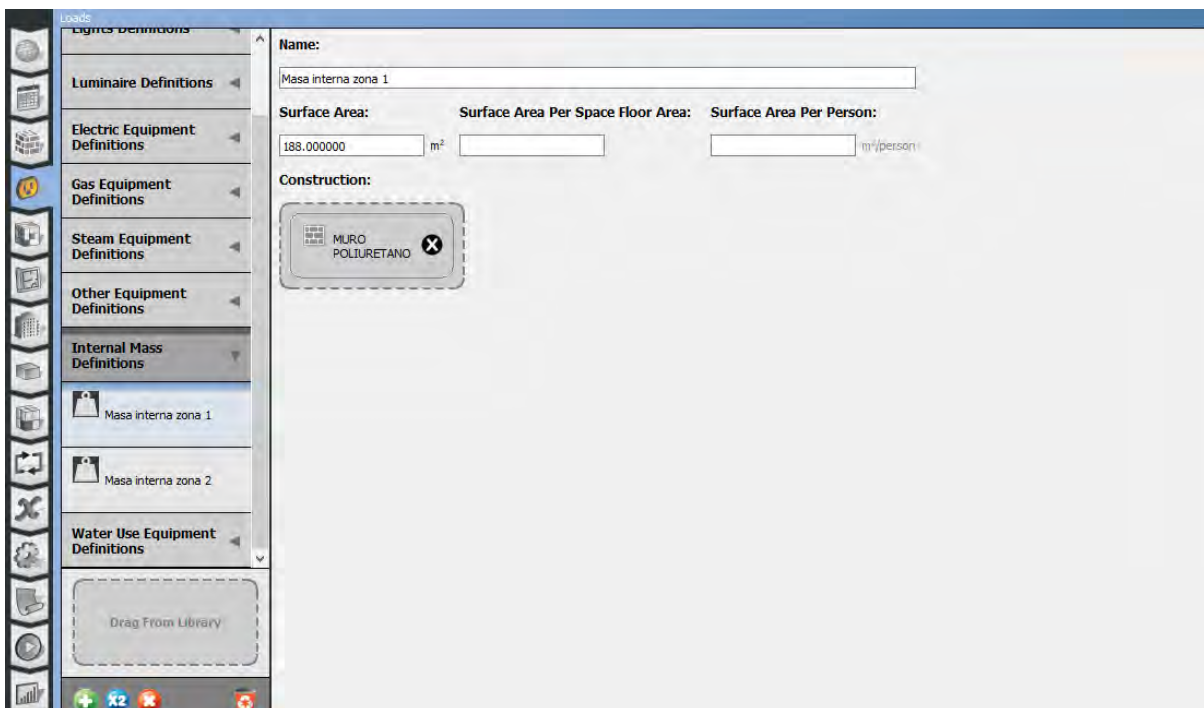 Loads
Lights Definitions
Luminaire Definitions
Electric Equipment
Definitions
Gas Equipment
Definitions
Steam Equipment
Definitions
Other Equipment
Definitions
Internal Mass
Definitions
Masa interna zona 1
Masa interna zona 2
Water Use Equipment
Definitions
Drag From Library
x2
Name:
Masa interna zona 1
Surface Area: Surface Area Per Space Floor Area: Surface Area Per Person:
188.000000 m² m²/person
Construction:
MURO
POLIURETANO